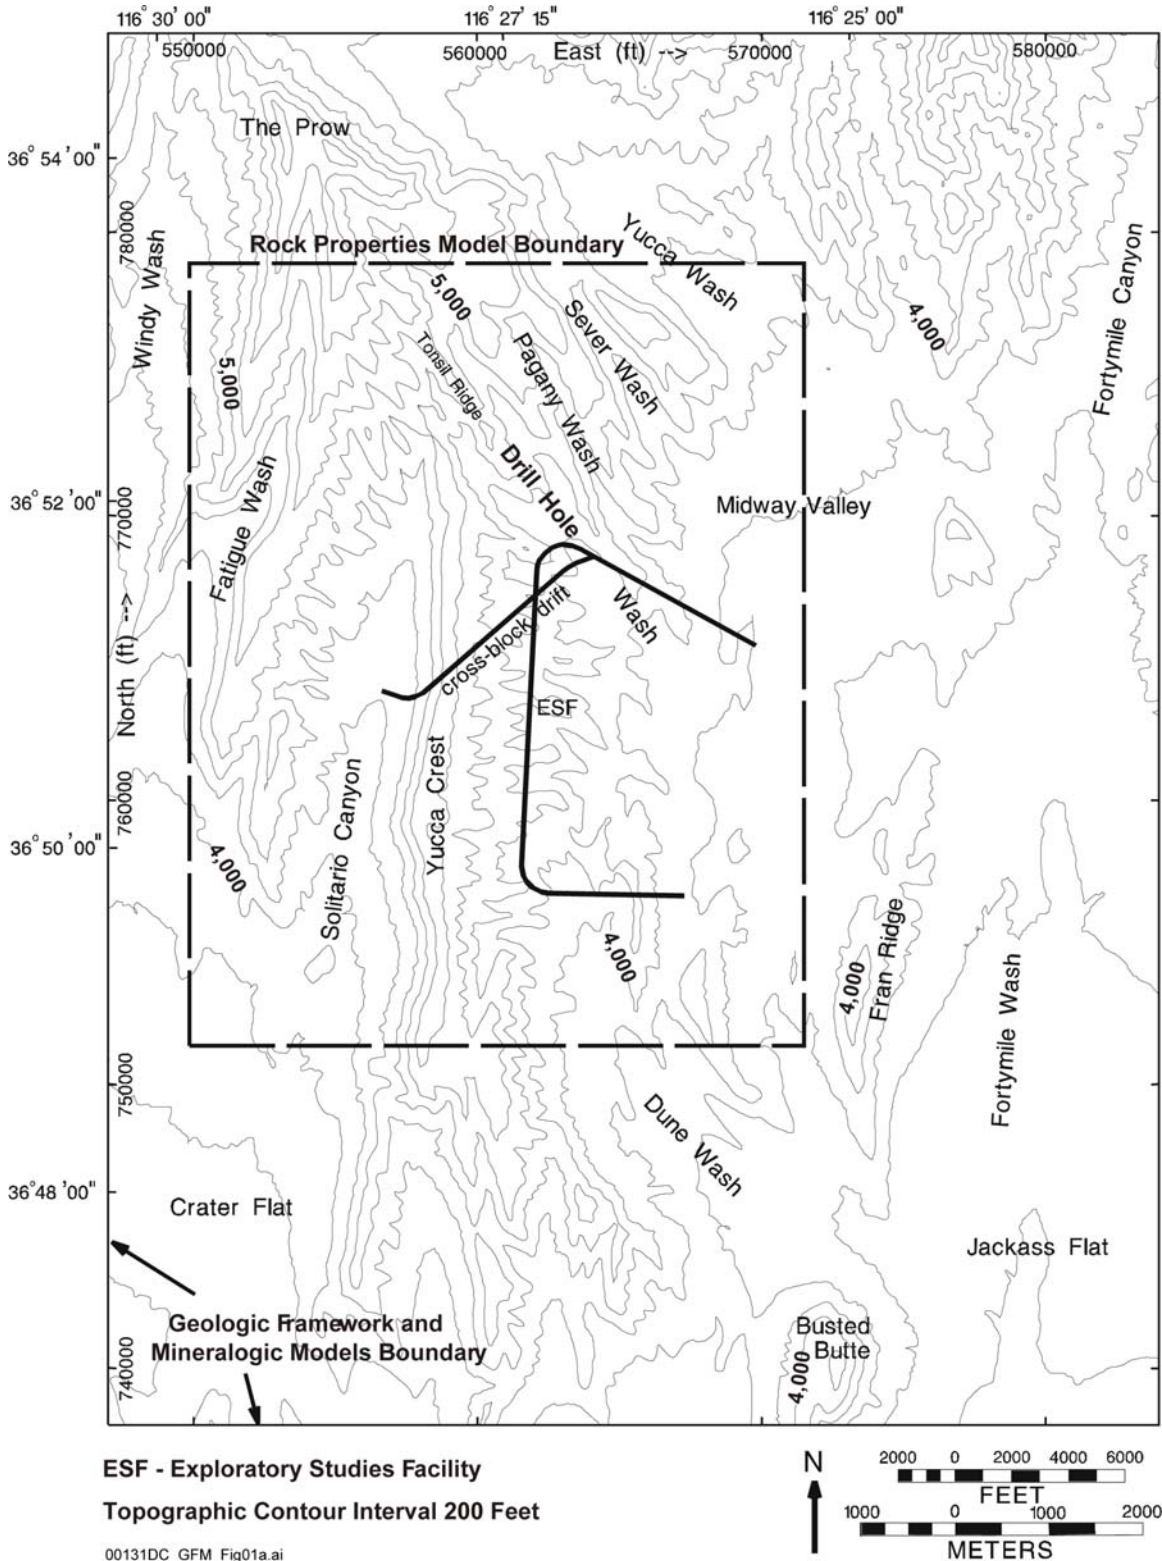 116° 30' 00"
116° 27' 15"
116° 25' 00"
550000
560000
East (ft) -->
570000
580000
The Prow
36° 54' 00"
780000
Windy Wash
Rock Properties Model Boundary
Yucca Wash
Fortymile Canyon
5,000
5,000
4,000
Tonsil Ridge
Pagany Wash
Sever Wash
Drill Hole
Wash
Midway Valley
36° 52' 00"
770000
Fatigue Wash
North (ft) -->
cross-block drift
ESF
760000
36° 50' 00"
4,000
Solitario Canyon
Yucca Crest
4,000
4,000
Fran Ridge
Fortymile Wash
750000
Dune Wash
36° 48' 00"
Crater Flat
Jackass Flat
Geologic Framework and
Mineralogic Models Boundary
740000
Busted
Butte
4,000
ESF - Exploratory Studies Facility
Topographic Contour Interval 200 Feet
00131DC_GFM_Fig01a.ai
N
2000 0 2000 4000 6000
FEET
1000 0 1000 2000
METERS